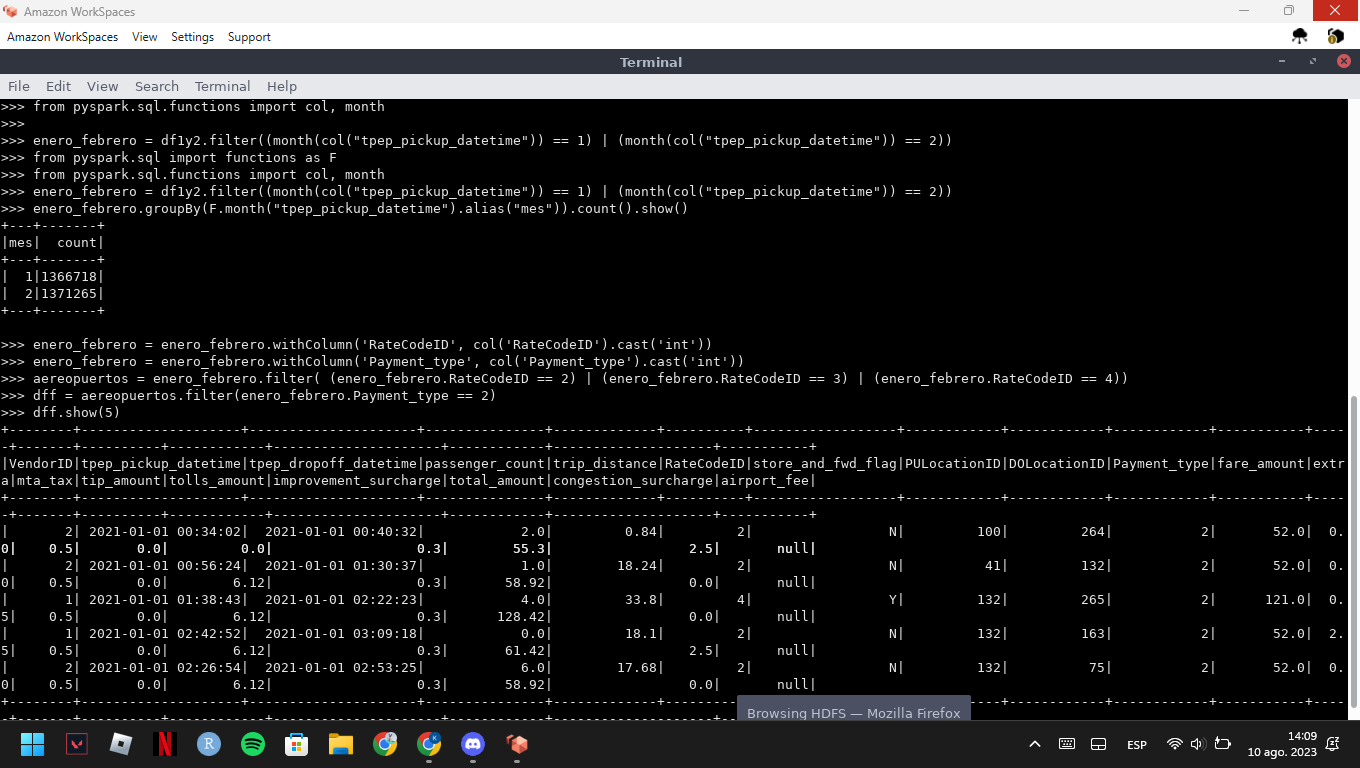 Amazon WorkSpaces
Amazon WorkSpaces View Settings Support
Terminal
File Edit View Search Terminal Help
>>> from pyspark.sql.functions import col, month
>>>
>>> enero_febrero = df1y2.filter((month(col("tpep_pickup_datetime")) == 1) | (month(col("tpep_pickup_datetime")) == 2))
>>> from pyspark.sql import functions as F
>>> from pyspark.sql.functions import col, month
>>> enero_febrero = df1y2.filter((month(col("tpep_pickup_datetime")) == 1) | (month(col("tpep_pickup_datetime")) == 2))
>>> enero_febrero.groupBy(F.month("tpep_pickup_datetime").alias("mes")).count().show()
+---+-------+
|mes|  count|
+---+-------+
|  1|1366718|
|  2|1371265|
+---+-------+
>>> enero_febrero = enero_febrero.withColumn('RateCodeID', col('RateCodeID').cast('int'))
>>> enero_febrero = enero_febrero.withColumn('Payment_type', col('Payment_type').cast('int'))
>>> aereopuertos = enero_febrero.filter( (enero_febrero.RateCodeID == 2) | (enero_febrero.RateCodeID == 3) | (enero_febrero.RateCodeID == 4))
>>> dff = aereopuertos.filter(enero_febrero.Payment_type == 2)
>>> dff.show(5)
+--------+--------------------+---------------------+---------------+-------------+----------+------------------+------------+------------+------------+-----------+----
-+-------+----------+------------+---------------------+------------+--------------------+-----------+
|VendorID|tpep_pickup_datetime|tpep_dropoff_datetime|passenger_count|trip_distance|RateCodeID|store_and_fwd_flag|PULocationID|DOLocationID|Payment_type|fare_amount|extr
a|mta_tax|tip_amount|tolls_amount|improvement_surcharge|total_amount|congestion_surcharge|airport_fee|
+--------+--------------------+---------------------+---------------+-------------+----------+------------------+------------+------------+------------+-----------+----
-+-------+----------+------------+---------------------+------------+--------------------+-----------+
|       2| 2021-01-01 00:34:02|  2021-01-01 00:40:32|            2.0|         0.84|         2|                 N|         100|         264|           2|       52.0|  0.
0|    0.5|       0.0|         0.0|                  0.3|        55.3|                 2.5|       null|
|       2| 2021-01-01 00:56:24|  2021-01-01 01:30:37|            1.0|        18.24|         2|                 N|          41|         132|           2|       52.0|  0.
0|    0.5|       0.0|        6.12|                  0.3|       58.92|                 0.0|       null|
|       1| 2021-01-01 01:38:43|  2021-01-01 02:22:23|            4.0|         33.8|         4|                 Y|         132|         265|           2|      121.0|  0.
5|    0.5|       0.0|        6.12|                  0.3|      128.42|                 0.0|       null|
|       1| 2021-01-01 02:42:52|  2021-01-01 03:09:18|            0.0|         18.1|         2|                 N|         132|         163|           2|       52.0|  2.
5|    0.5|       0.0|        6.12|                  0.3|       61.42|                 2.5|       null|
|       2| 2021-01-01 02:26:54|  2021-01-01 02:53:25|            6.0|        17.68|         2|                 N|         132|          75|           2|       52.0|  0.
0|    0.5|       0.0|        6.12|                  0.3|       58.92|                 0.0|       null|
+--------+--------------------+---------------------+---------------+-------------+----------+------------------+------------+------------+------------+-----------+----
-+-------+----------+------------+---------------------+------------+--------------------+
Browsing HDFS — Mozilla Firefox
ESP
14:09
10 ago. 2023